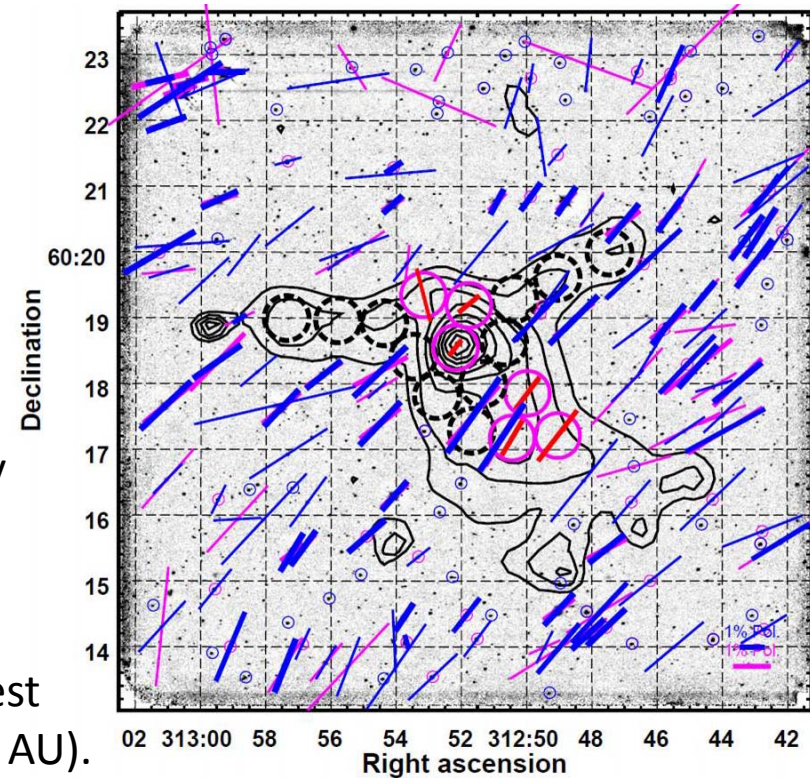 23
22
21
60:20
19
18
17
16
15
14
Declination
1% Pol.
1% Pol.
02 313:00 58 56 54 52 312:50 48 46 44 42
Right ascension
y
est
AU).